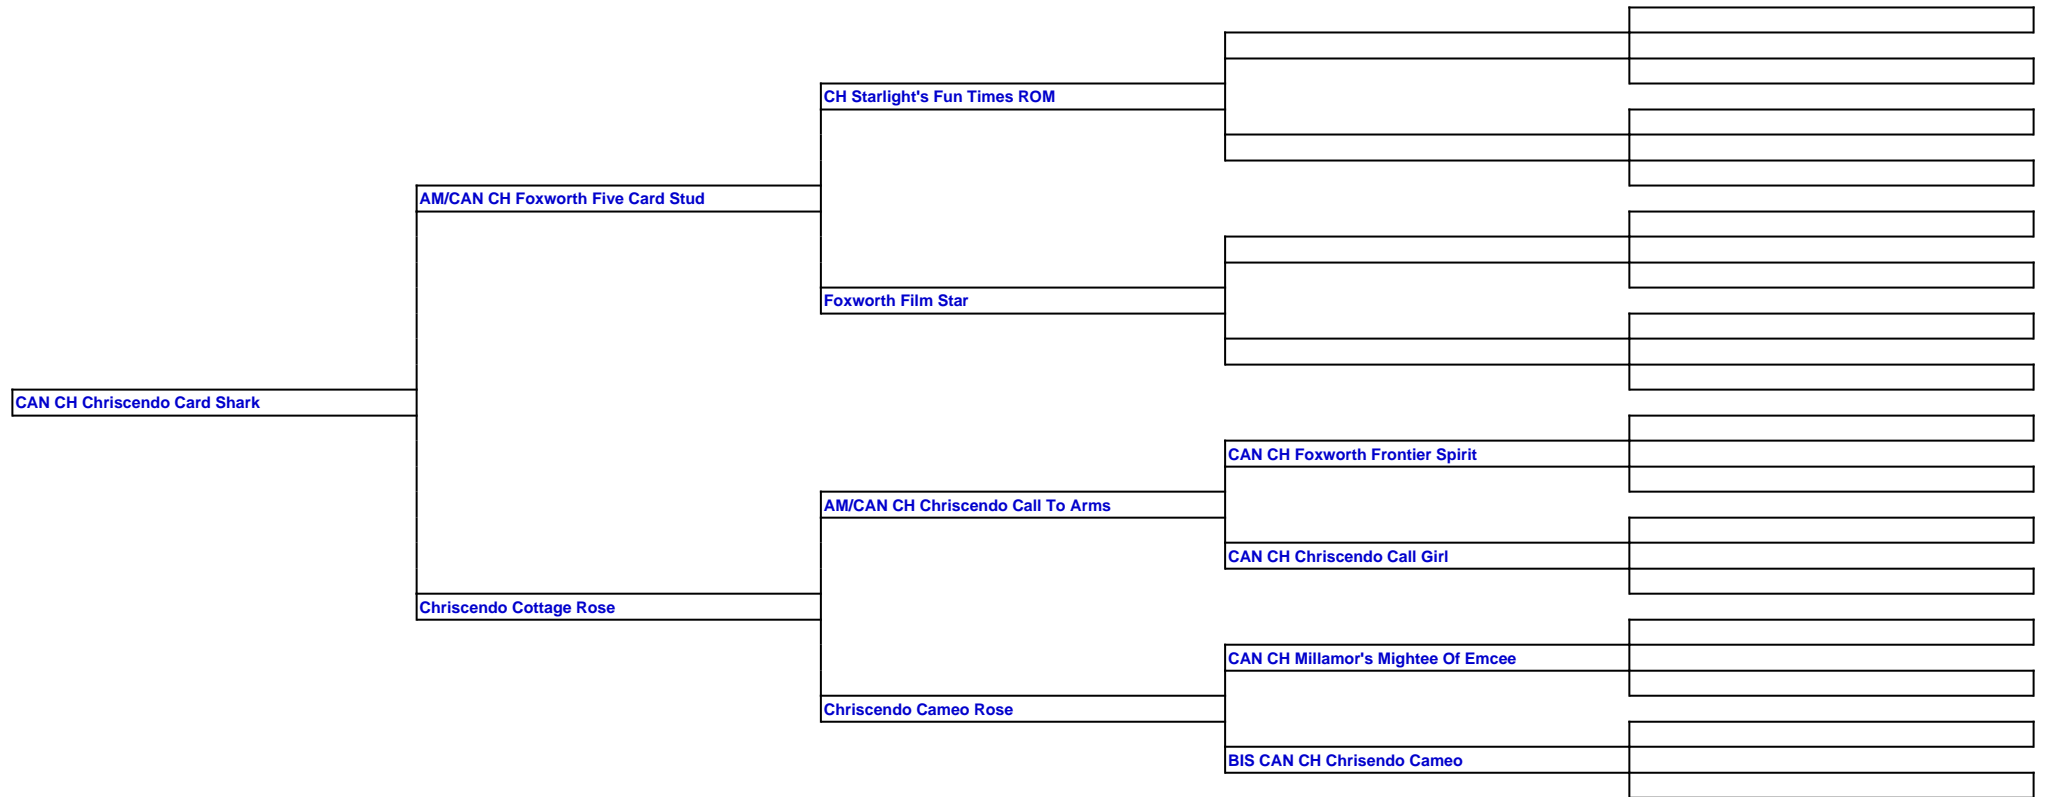 CH Starlight's Fun Times ROM
AM/CAN CH Foxworth Five Card Stud
Foxworth Film Star
CAN CH Chriscendo Card Shark
CAN CH Foxworth Frontier Spirit
AM/CAN CH Chriscendo Call To Arms
CAN CH Chriscendo Call Girl
Chriscendo Cottage Rose
CAN CH Millamor's Mightee Of Emcee
Chriscendo Cameo Rose
BIS CAN CH Chrisendo Cameo